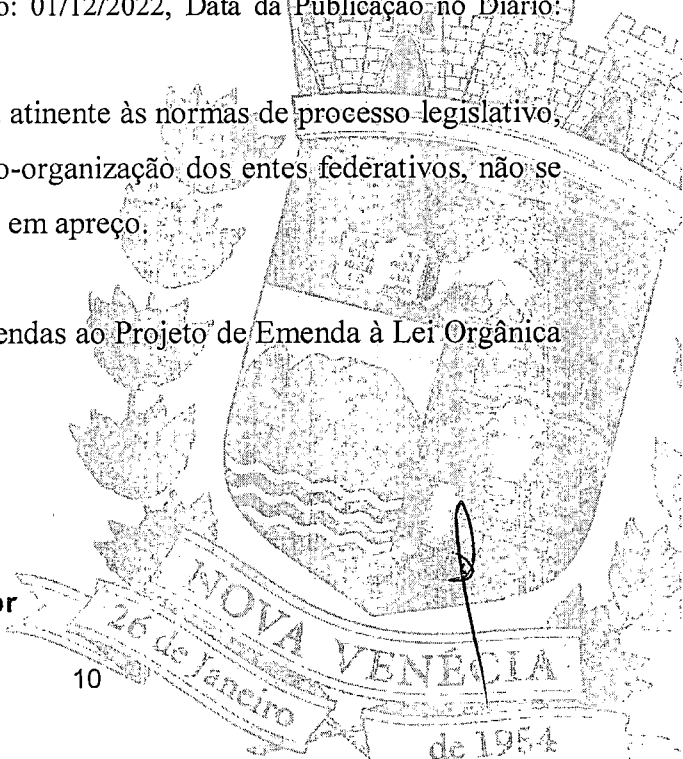 o: 01/12/2022, Data da Publicação no Diário:
atinente às normas de processo legislativo,
o-organização dos entes federativos, não se
em apreço.
endas ao Projeto de Emenda à Lei Orgânica
or
10
NOVA VENÉCIA
26 de Janeiro
de 1954